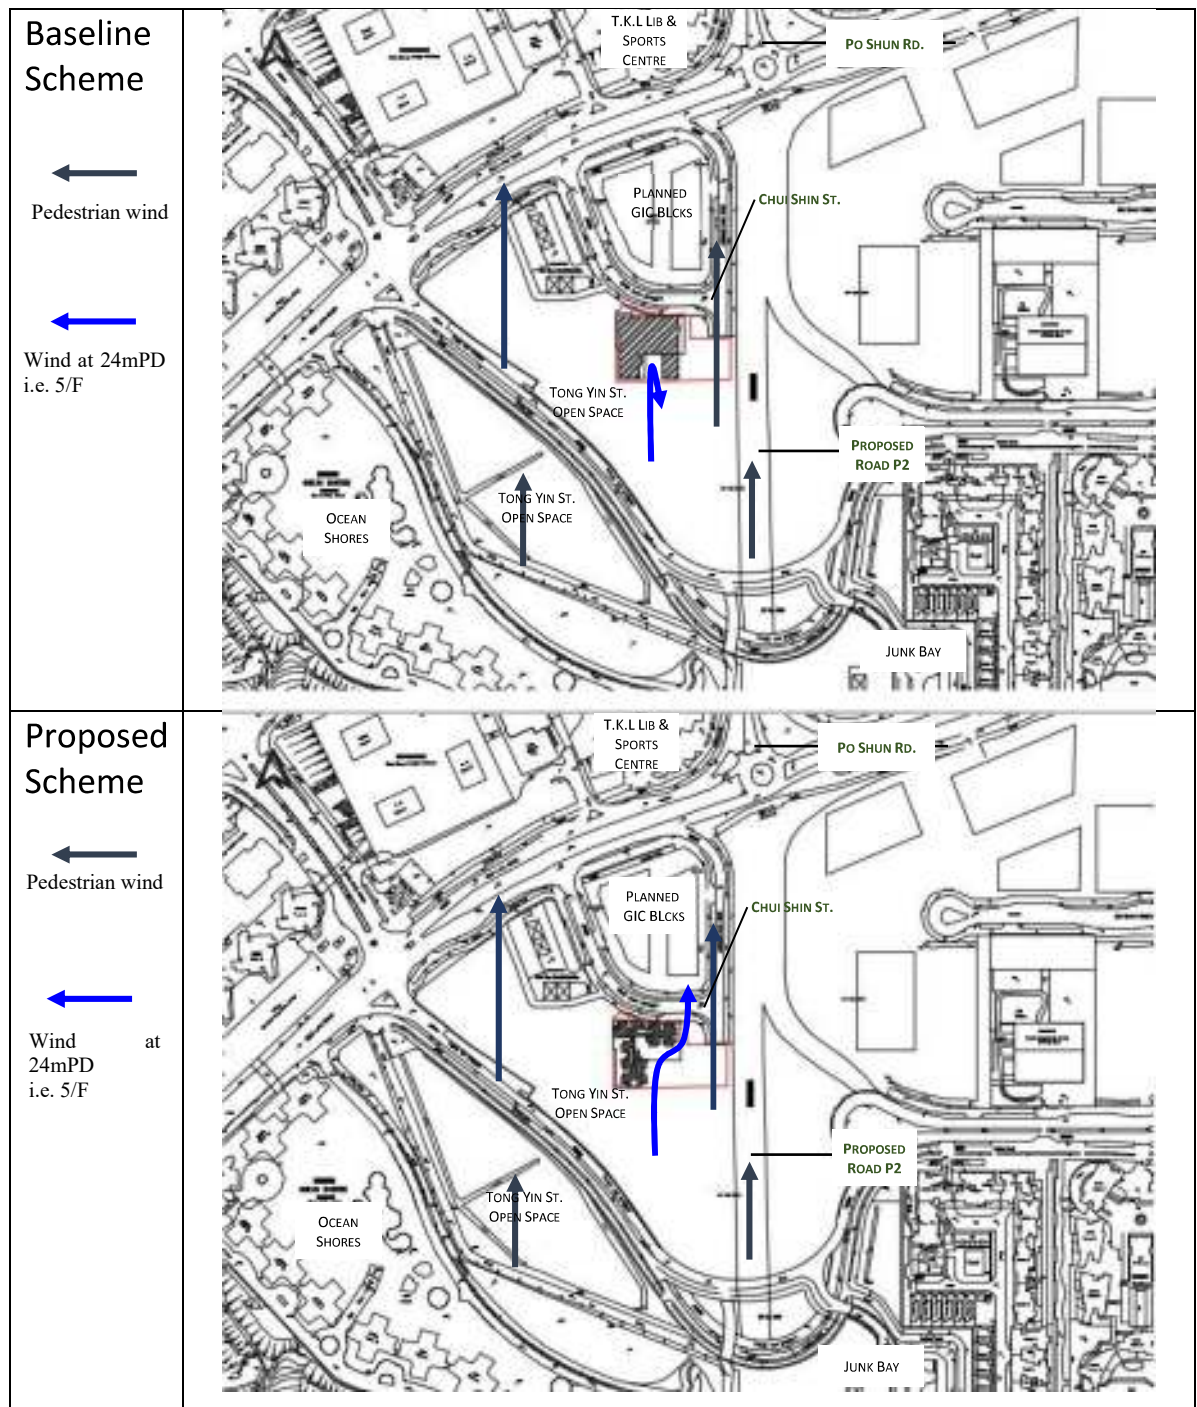 Baseline
Scheme
Pedestrian wind
Wind at 24mPD
i.e. 5/F
T.K.L LIB &
SPORTS
CENTRE
PO SHUN RD.
PLANNED
GIC BLCKS
CHUI SHIN ST.
TONG YIN ST.
OPEN SPACE
PROPOSED
ROAD P2
TONG YIN ST.
OPEN SPACE
OCEAN
SHORES
JUNK BAY
Proposed
Scheme
Pedestrian wind
Wind at
24mPD
i.e. 5/F
T.K.L LIB &
SPORTS
CENTRE
PO SHUN RD.
PLANNED
GIC BLCKS
CHUI SHIN ST.
TONG YIN ST.
OPEN SPACE
PROPOSED
ROAD P2
TONG YIN ST.
OPEN SPACE
OCEAN
SHORES
JUNK BAY